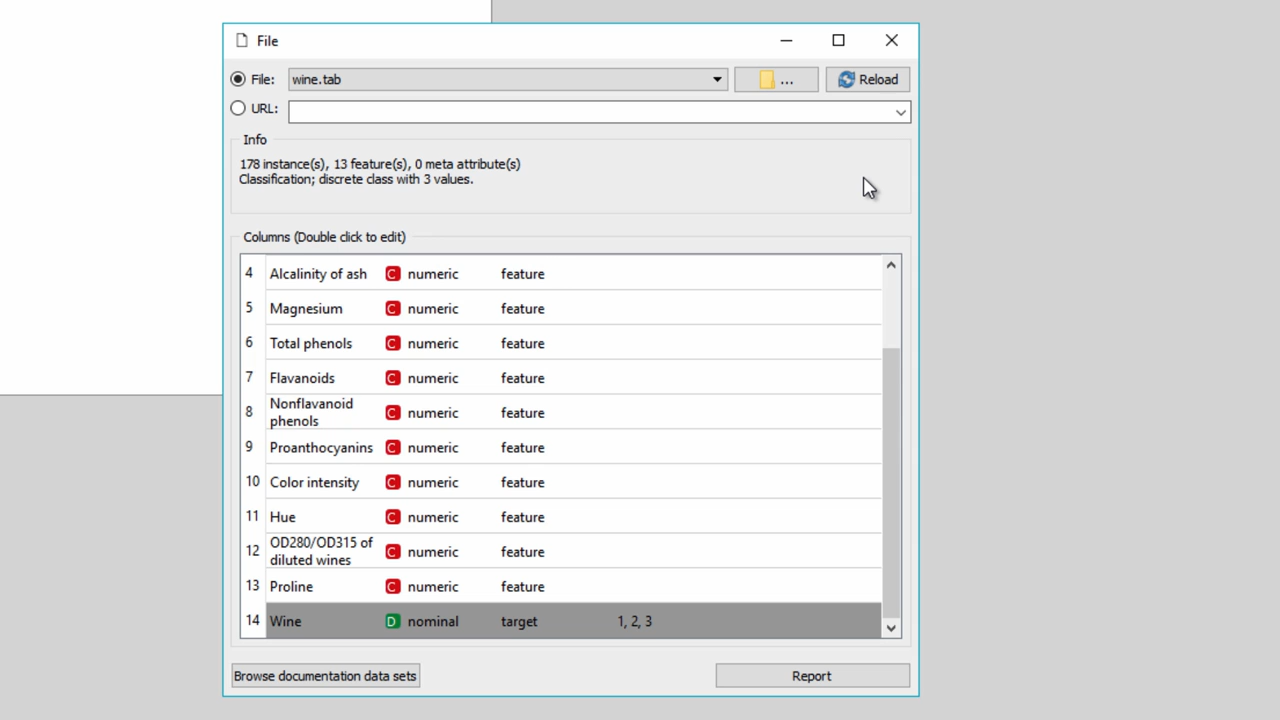 File
File: wine.tab ... Reload
URL:
Info
178 instance(s), 13 feature(s), 0 meta attribute(s)
Classification; discrete class with 3 values.
Columns (Double click to edit)
4 Alcalinity of ash C numeric feature
5 Magnesium C numeric feature
6 Total phenols C numeric feature
7 Flavanoids C numeric feature
8 Nonflavanoid phenols C numeric feature
9 Proanthocyanins C numeric feature
10 Color intensity C numeric feature
11 Hue C numeric feature
12 OD280/OD315 of diluted wines C numeric feature
13 Proline C numeric feature
14 Wine D nominal target 1, 2, 3
Browse documentation data sets Report